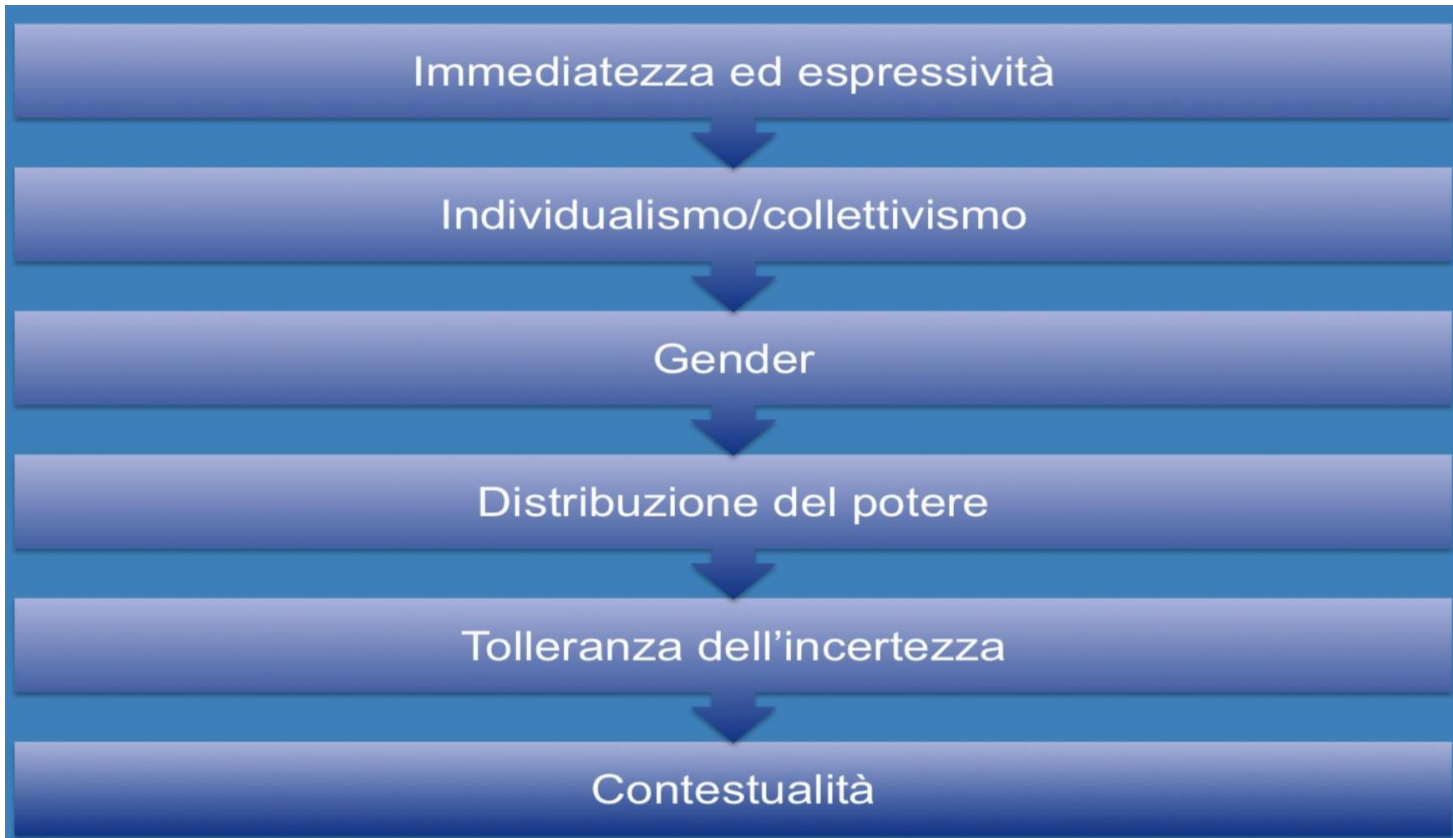 Immediatezza ed espressività
Individualismo/collettivismo
Gender
Distribuzione del potere
Tolleranza dell’incertezza
Contestualità